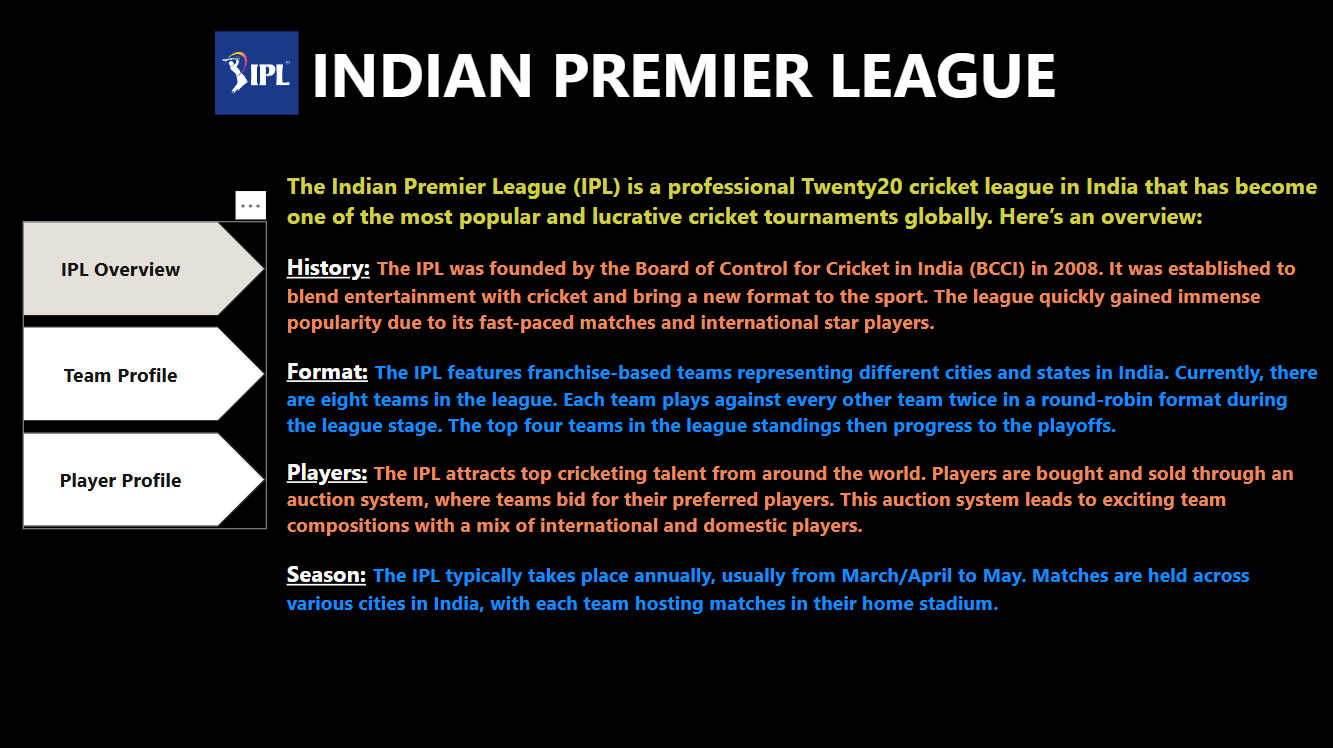 IPL
INDIAN PREMIER LEAGUE
The Indian Premier League (IPL) is a professional Twenty20 cricket league in India that has become
one of the most popular and lucrative cricket tournaments globally. Here’s an overview:
IPL Overview
Team Profile
Player Profile
History: The IPL was founded by the Board of Control for Cricket in India (BCCI) in 2008. It was established to
blend entertainment with cricket and bring a new format to the sport. The league quickly gained immense
popularity due to its fast-paced matches and international star players.
Format: The IPL features franchise-based teams representing different cities and states in India. Currently, there
are eight teams in the league. Each team plays against every other team twice in a round-robin format during
the league stage. The top four teams in the league standings then progress to the playoffs.
Players: The IPL attracts top cricketing talent from around the world. Players are bought and sold through an
auction system, where teams bid for their preferred players. This auction system leads to exciting team
compositions with a mix of international and domestic players.
Season: The IPL typically takes place annually, usually from March/April to May. Matches are held across
various cities in India, with each team hosting matches in their home stadium.